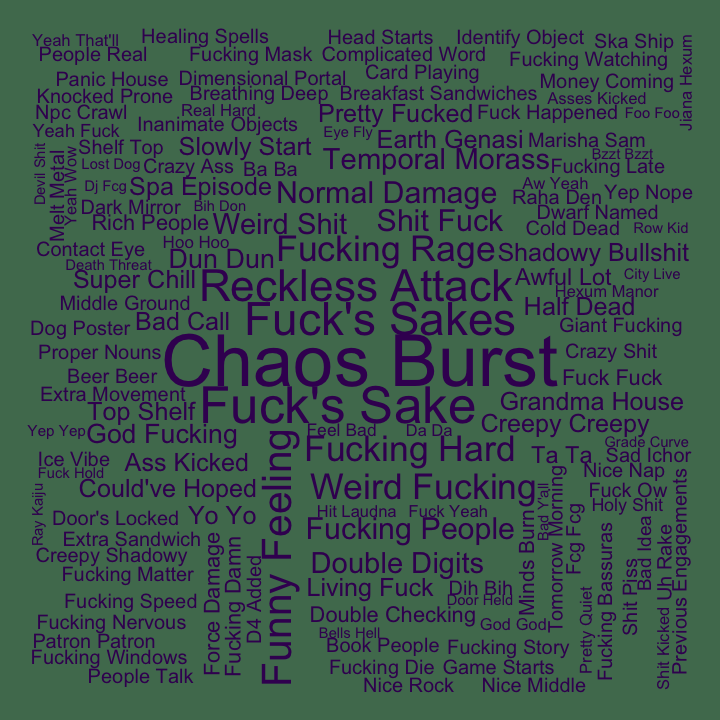 Yeah That'll
Healing Spells
Head Starts
Identify Object
Ska Ship
People Real
Fucking Mask
Complicated Word
Fucking Watching
Jiana Hexum
Panic House
Dimensional Portal
Card Playing
Money Coming
Knocked Prone
Breathing Deep
Breakfast Sandwiches
Asses Kicked
Npc Crawl
Real Hard
Pretty Fucked
Fuck Happened
Foo Foo
Yeah Fuck
Inanimate Objects
Eye Fly
Earth Genasi
Marisha Sam
Shelf Top
Slowly Start
Temporal Morass
Bzzt Bzzt
Devil Shit
Melt Metal
Yeah Wow
Lost Dog
Crazy Ass
Ba Ba
Fucking Late
Dj Fcg
Spa Episode
Normal Damage
Aw Yeah
Raha Den
Yep Nope
Dark Mirror
Bih Don
Dwarf Named
Rich People
Weird Shit
Shit Fuck
Cold Dead
Row Kid
Contact Eye
Hoo Hoo
Dun Dun
Fucking Rage
Shadowy Bullshit
Death Threat
Super Chill
Reckless Attack
Awful Lot
City Live
Hexum Manor
Middle Ground
Half Dead
Dog Poster
Bad Call
Fuck's Sakes
Giant Fucking
Proper Nouns
Chaos Burst
Crazy Shit
Beer Beer
Fuck Fuck
Extra Movement
Top Shelf
Fuck's Sake
Grandma House
Yep Yep
God Fucking
Feel Bad
Da Da
Creepy Creepy
Grade Curve
Ice Vibe
Ass Kicked
Fucking Hard
Ta Ta
Sad Ichor
Fuck Hold
Nice Nap
Could've Hoped
Weird Fucking
Fuck Ow
Ray Kaiju
Funny Feeling
Bad Y'all
Tomorrow Morning
Holy Shit
Door's Locked
Yo Yo
Hit Laudna
Fuck Yeah
Minds Burn
Fcg Fcg
Previous Engagements
Extra Sandwich
Fucking People
Bad Idea
Uh Rake
Creepy Shadowy
Force Damage
Fucking Damn
D4 Added
Double Digits
Fucking Bassuras
Shit Piss
Fucking Matter
Living Fuck
Dih Bih
Pretty Quiet
Fucking Speed
Door Held
Shit Kicked
Fucking Nervous
Double Checking
God God
Patron Patron
Bells Hell
Book People
Fucking Story
Fucking Windows
Fucking Die
Game Starts
People Talk
Nice Rock
Nice Middle